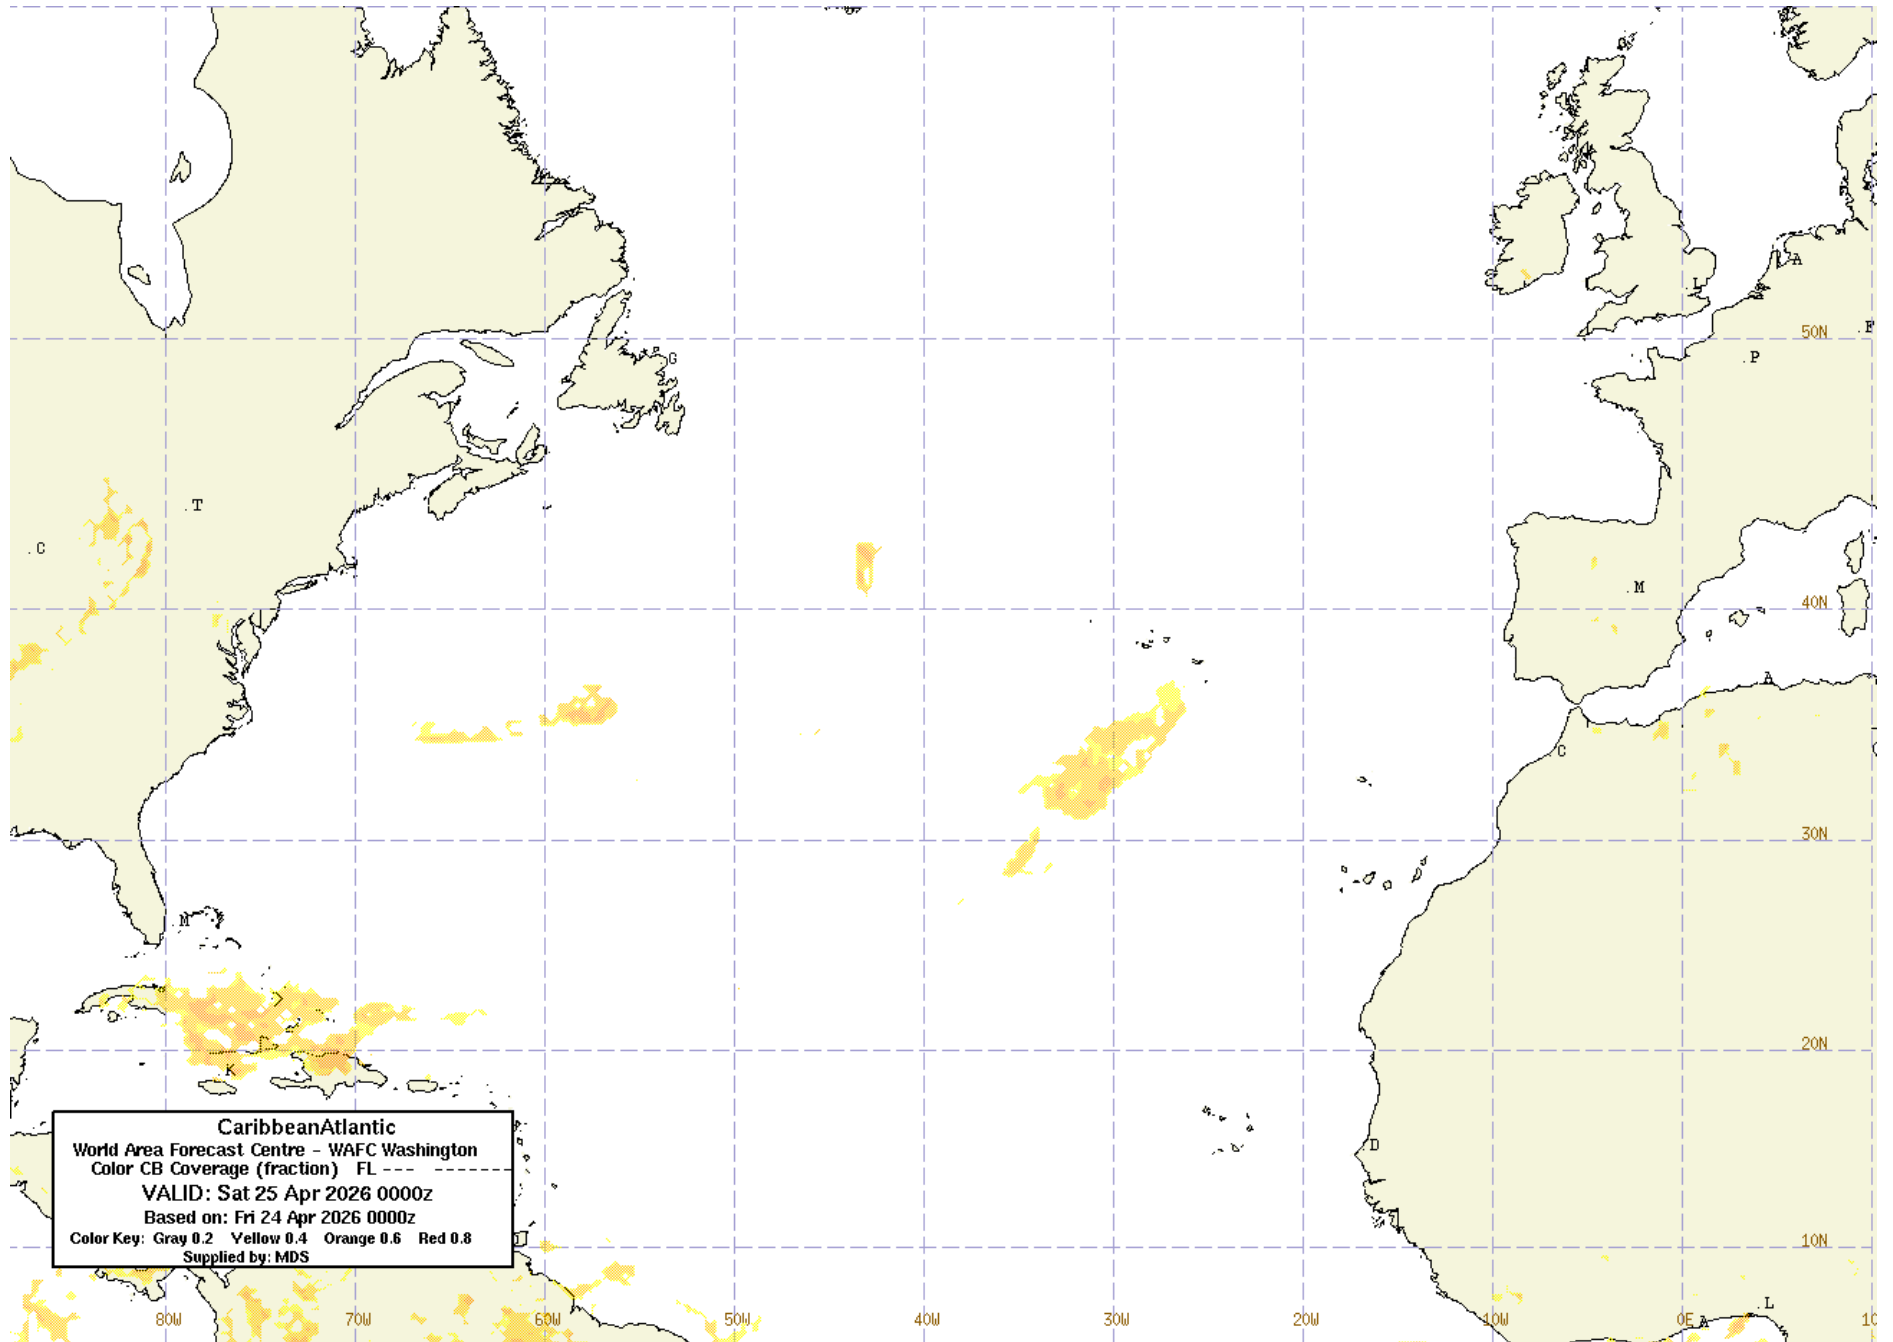 G
T
C
A
L
F
50N
P
M
40N
A
C
C
30N
M
20N
K
D
CaribbeanAtlantic
World Area Forecast Centre - WAFC Washington
Color CB Coverage (fraction) FL --- --------
VALID: Sat 25 Apr 2026 0000z
Based on: Fri 24 Apr 2026 0000z
Color Key: Gray 0.2 Yellow 0.4 Orange 0.6 Red 0.8
Supplied by: MDS
10N
L
80W 70W 60W 50W 40W 30W 20W 10W 0E A 10